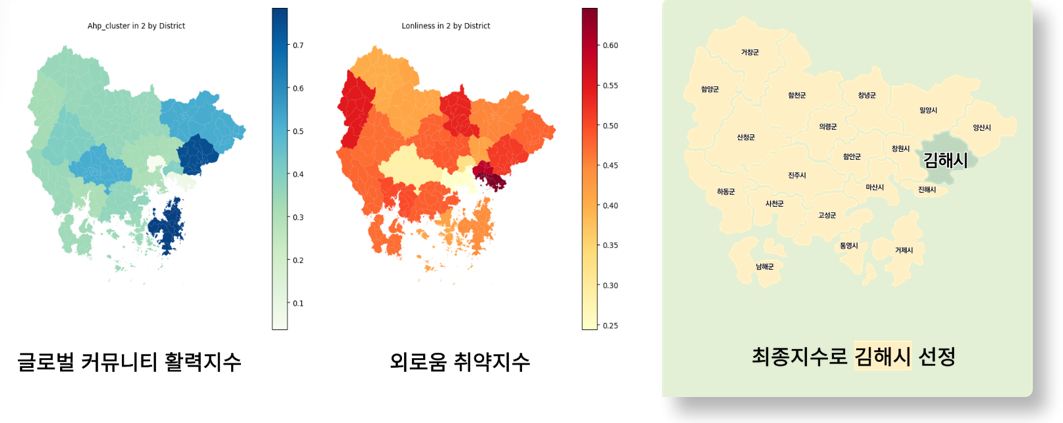 Ahp_cluster in 2 by District
0.7
0.6
0.5
0.4
0.3
0.2
0.1
글로벌 커뮤니티 활력지수
Lonliness in 2 by District
0.60
0.55
0.50
0.45
0.40
0.35
0.30
0.25
외로움 취약지수
거창군
함양군
합천군
창녕군
밀양시
양산시
산청군
의령군
창원시
김해시
함안군
진주시
마산시
진해시
하동군
사천군
고성군
통영시
거제시
남해군
최종지수로 김해시 선정